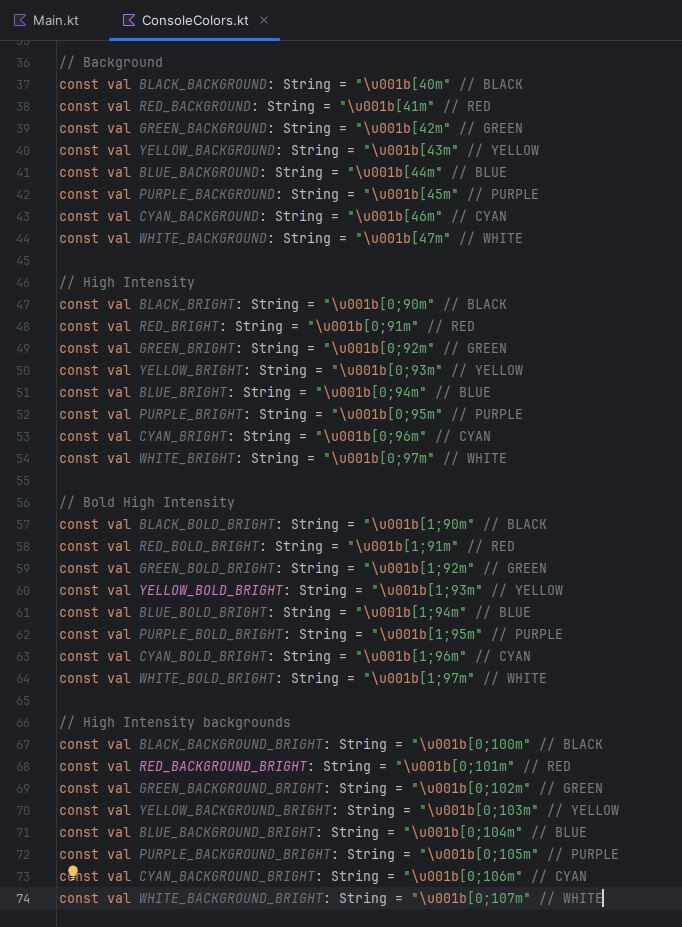 Main.kt ConsoleColors.kt
36 // Background
37 const val BLACK_BACKGROUND: String = "\u001b[40m" // BLACK
38 const val RED_BACKGROUND: String = "\u001b[41m" // RED
39 const val GREEN_BACKGROUND: String = "\u001b[42m" // GREEN
40 const val YELLOW_BACKGROUND: String = "\u001b[43m" // YELLOW
41 const val BLUE_BACKGROUND: String = "\u001b[44m" // BLUE
42 const val PURPLE_BACKGROUND: String = "\u001b[45m" // PURPLE
43 const val CYAN_BACKGROUND: String = "\u001b[46m" // CYAN
44 const val WHITE_BACKGROUND: String = "\u001b[47m" // WHITE
45
46 // High Intensity
47 const val BLACK_BRIGHT: String = "\u001b[0;90m" // BLACK
48 const val RED_BRIGHT: String = "\u001b[0;91m" // RED
49 const val GREEN_BRIGHT: String = "\u001b[0;92m" // GREEN
50 const val YELLOW_BRIGHT: String = "\u001b[0;93m" // YELLOW
51 const val BLUE_BRIGHT: String = "\u001b[0;94m" // BLUE
52 const val PURPLE_BRIGHT: String = "\u001b[0;95m" // PURPLE
53 const val CYAN_BRIGHT: String = "\u001b[0;96m" // CYAN
54 const val WHITE_BRIGHT: String = "\u001b[0;97m" // WHITE
55
56 // Bold High Intensity
57 const val BLACK_BOLD_BRIGHT: String = "\u001b[1;90m" // BLACK
58 const val RED_BOLD_BRIGHT: String = "\u001b[1;91m" // RED
59 const val GREEN_BOLD_BRIGHT: String = "\u001b[1;92m" // GREEN
60 const val YELLOW_BOLD_BRIGHT: String = "\u001b[1;93m" // YELLOW
61 const val BLUE_BOLD_BRIGHT: String = "\u001b[1;94m" // BLUE
62 const val PURPLE_BOLD_BRIGHT: String = "\u001b[1;95m" // PURPLE
63 const val CYAN_BOLD_BRIGHT: String = "\u001b[1;96m" // CYAN
64 const val WHITE_BOLD_BRIGHT: String = "\u001b[1;97m" // WHITE
65
66 // High Intensity backgrounds
67 const val BLACK_BACKGROUND_BRIGHT: String = "\u001b[0;100m" // BLACK
68 const val RED_BACKGROUND_BRIGHT: String = "\u001b[0;101m" // RED
69 const val GREEN_BACKGROUND_BRIGHT: String = "\u001b[0;102m" // GREEN
70 const val YELLOW_BACKGROUND_BRIGHT: String = "\u001b[0;103m" // YELLOW
71 const val BLUE_BACKGROUND_BRIGHT: String = "\u001b[0;104m" // BLUE
72 const val PURPLE_BACKGROUND_BRIGHT: String = "\u001b[0;105m" // PURPLE
73 const val CYAN_BACKGROUND_BRIGHT: String = "\u001b[0;106m" // CYAN
74 const val WHITE_BACKGROUND_BRIGHT: String = "\u001b[0;107m" // WHITE